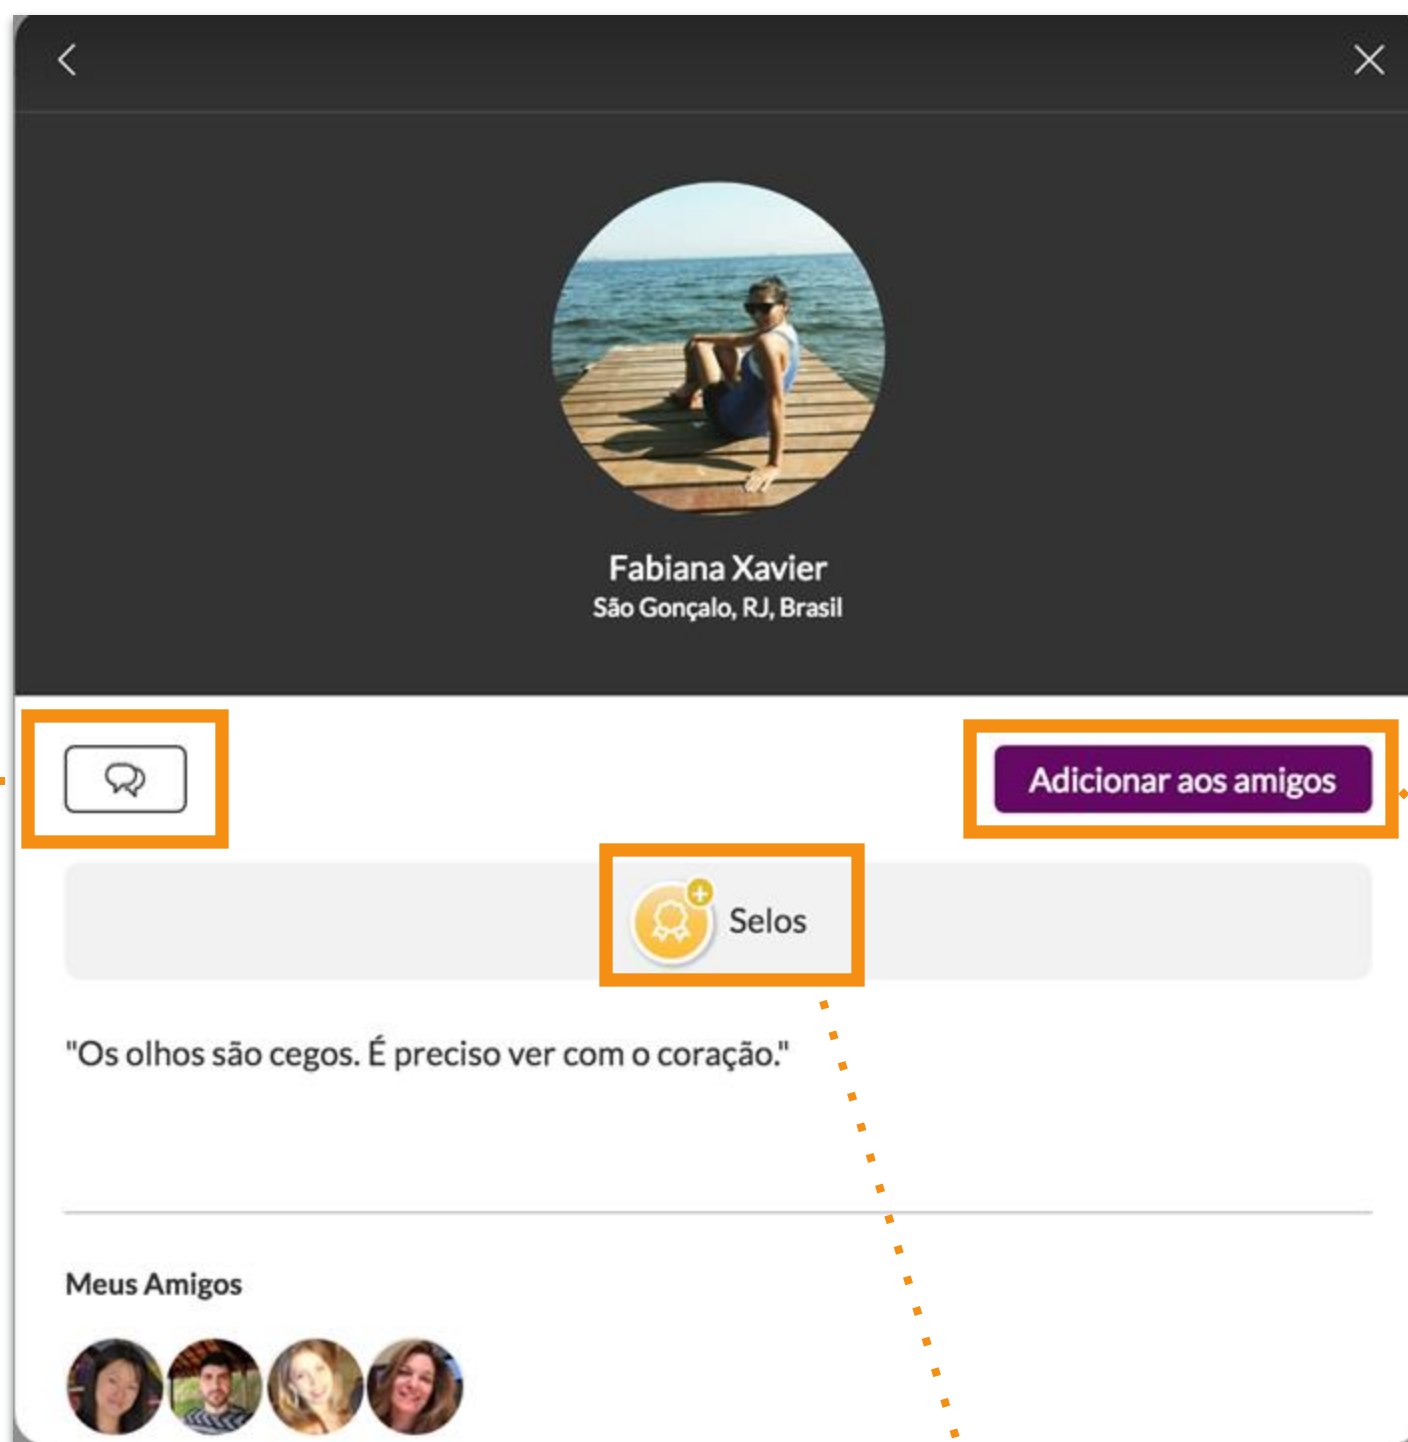 Fabiana Xavier
São Gonçalo, RJ, Brasil
Adicionar aos amigos
Selos
"Os olhos são cegos. É preciso ver com o coração."
Meus Amigos